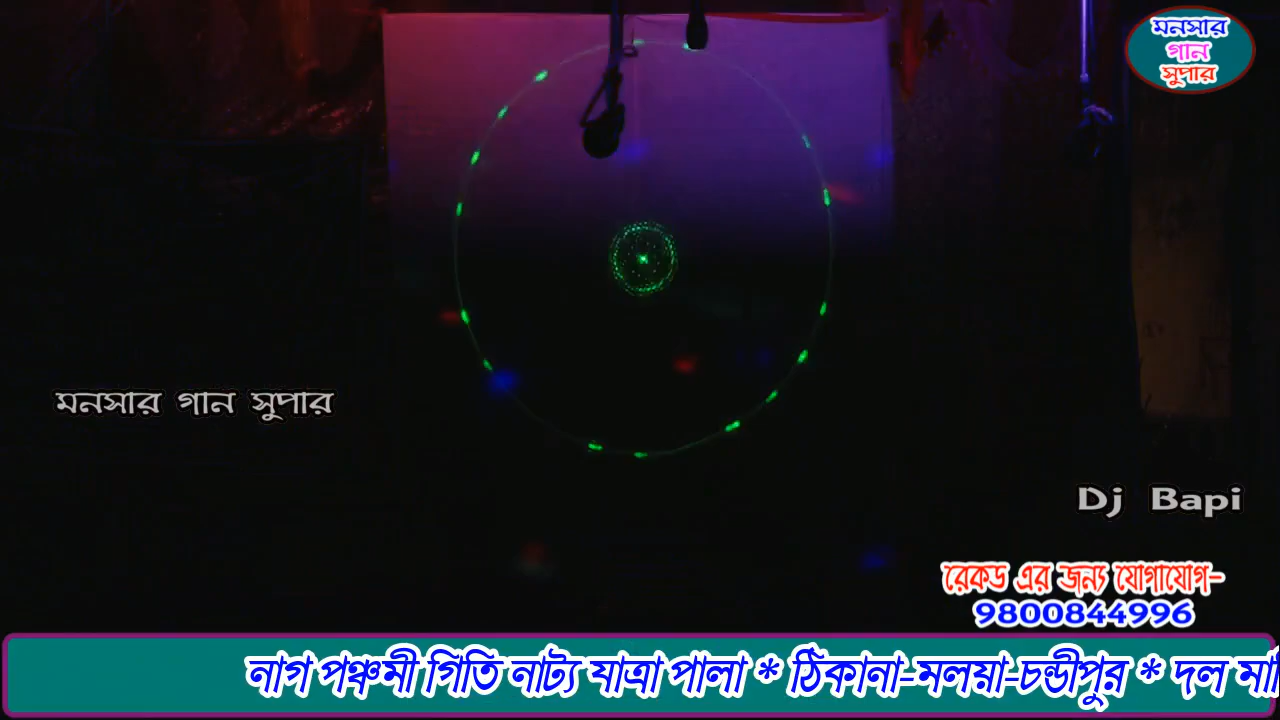 মনসার
গান
সুপার
মনসার গান সুপার
Dj Bapi
রেকড এর জন্য যোগাযোগ-
9800844996
নাগ পঞ্চমী গিতি নাট্য যাত্রা পালা * ঠিকানা-মলয়া-চন্ডীপুর * দল